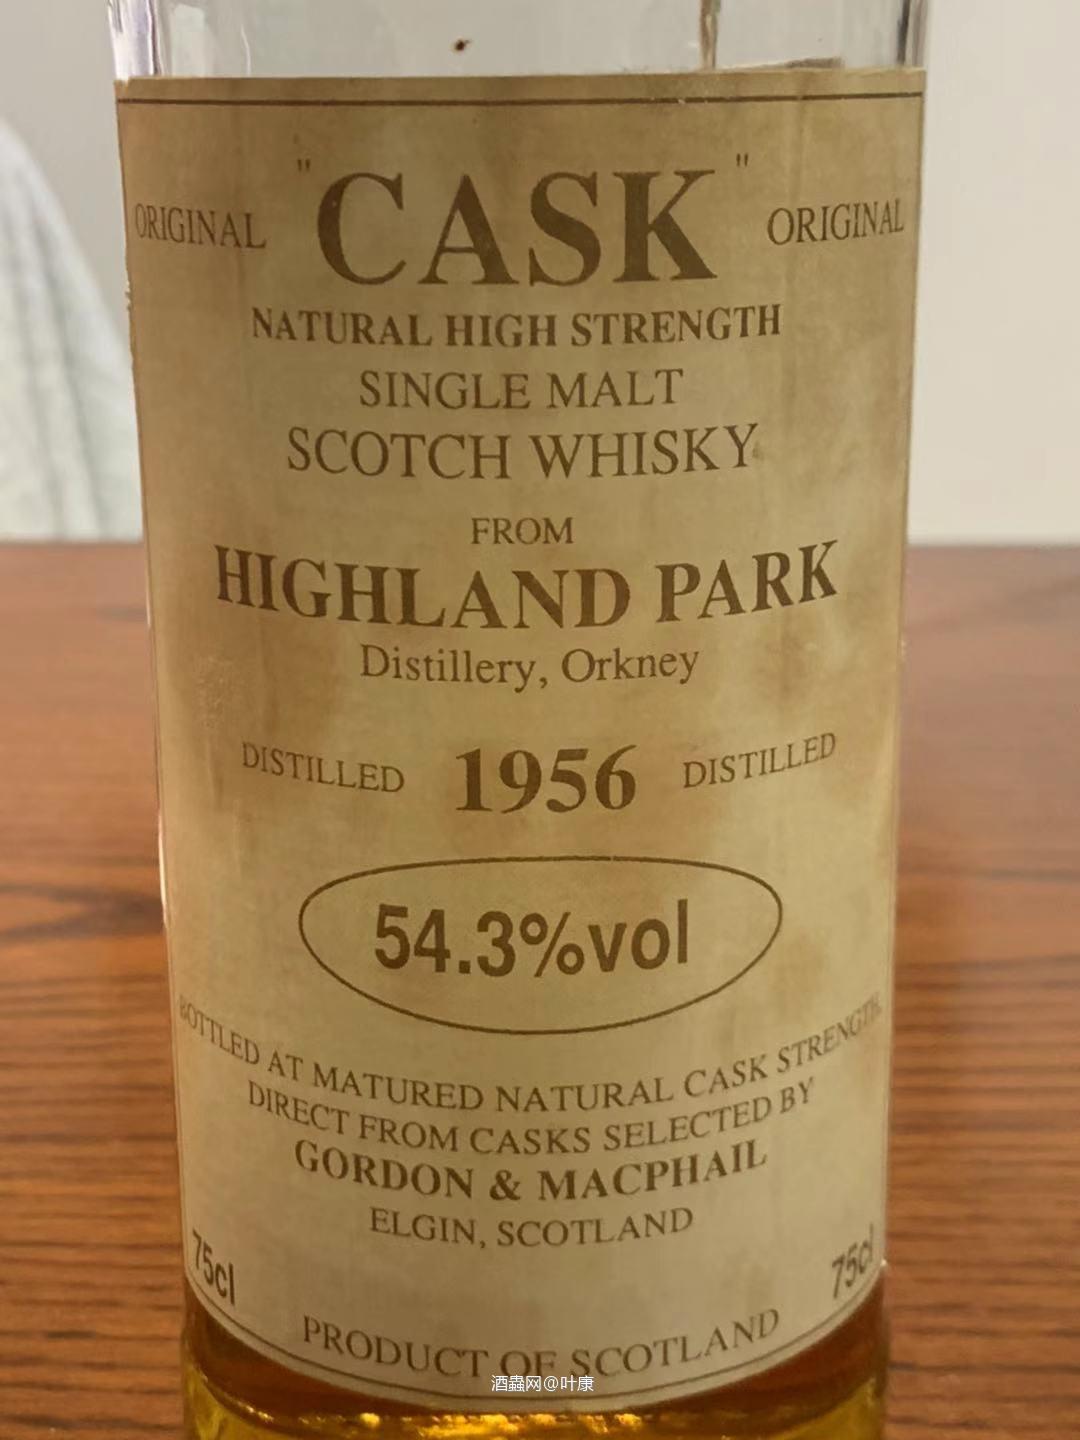 "CASK"
ORIGINAL ORIGINAL
NATURAL HIGH STRENGTH
SINGLE MALT
SCOTCH WHISKY
FROM
HIGHLAND PARK
Distillery, Orkney
DISTILLED 1956 DISTILLED
54.3%vol
BOTTLED AT MATURED NATURAL CASK STRENGTH,
DIRECT FROM CASKS SELECTED BY
GORDON & MACPHAIL
ELGIN, SCOTLAND
75cl 75cl
PRODUCT OF SCOTLAND
酒蟲网@叶康